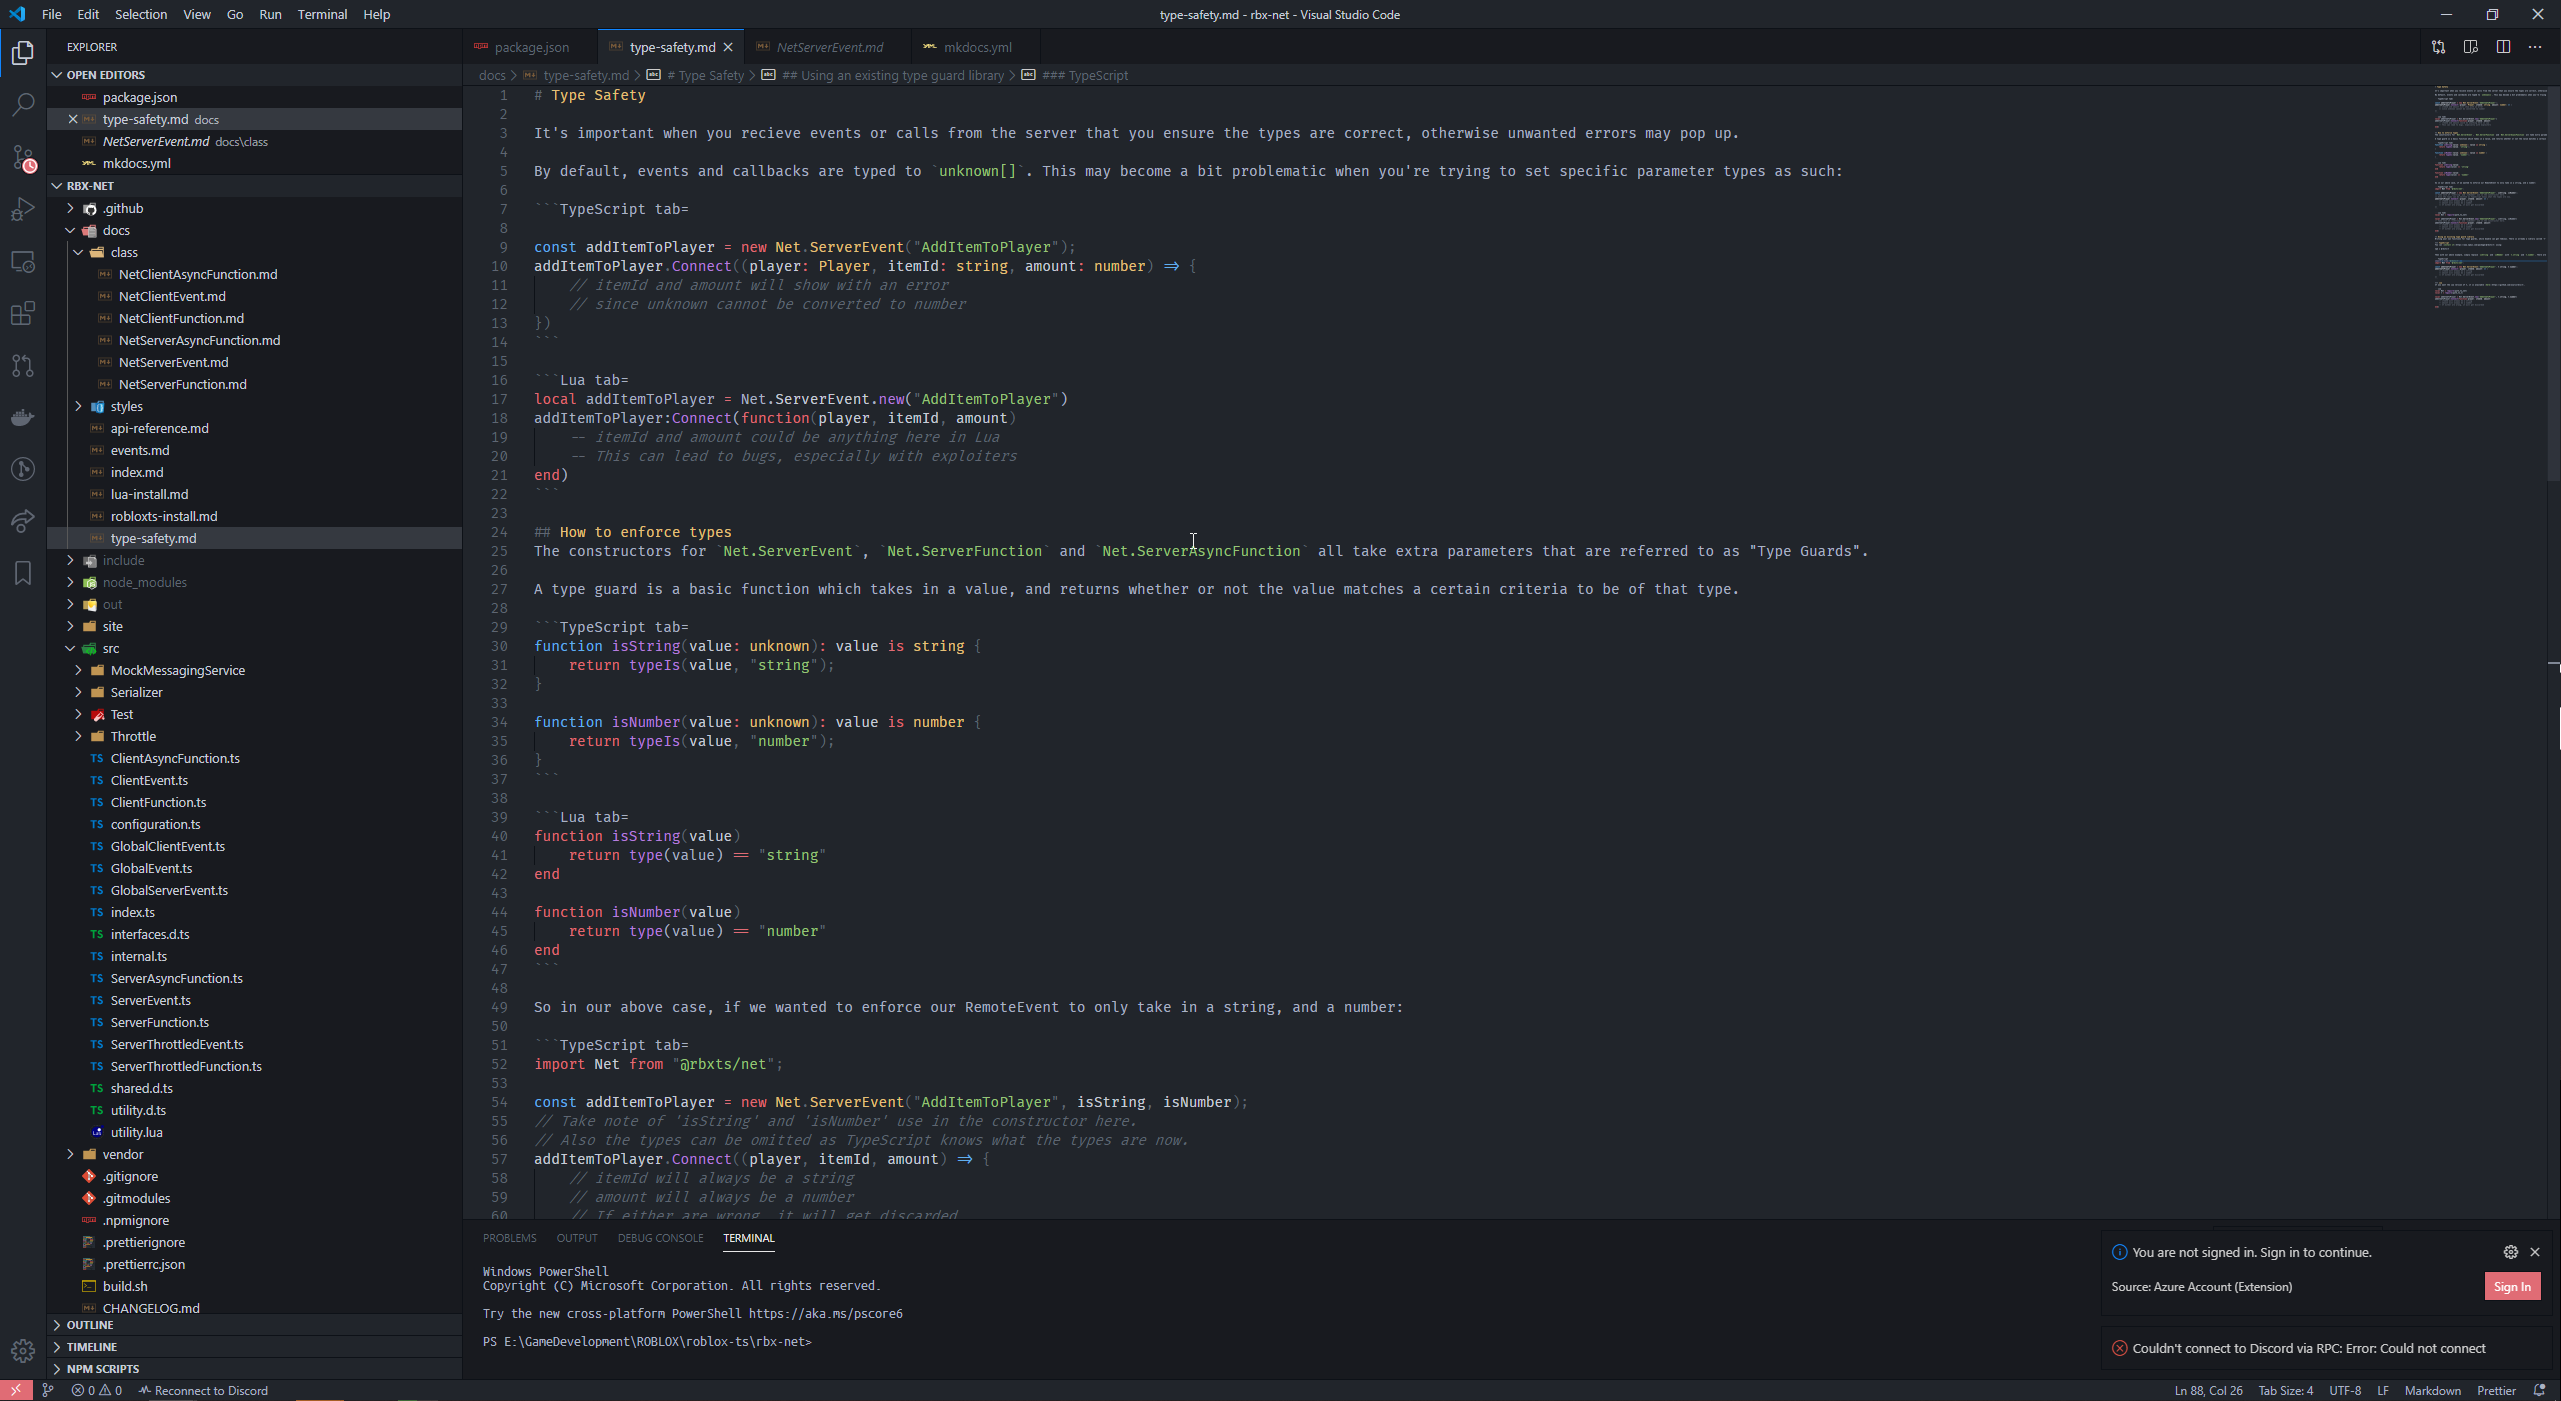 File Edit Selection View Go Run Terminal Help
type-safety.md - rbx-net - Visual Studio Code
EXPLORER
OPEN EDITORS
package.json
type-safety.md docs
NetServerEvent.md docs\class
mkdocs.yml
RBX-NET
.github
docs
class
NetClientAsyncFunction.md
NetClientEvent.md
NetClientFunction.md
NetServerAsyncFunction.md
NetServerEvent.md
NetServerFunction.md
styles
api-reference.md
events.md
index.md
lua-install.md
robloxts-install.md
type-safety.md
include
node_modules
out
site
src
MockMessagingService
Serializer
Test
Throttle
TS ClientAsyncFunction.ts
TS ClientEvent.ts
TS ClientFunction.ts
TS configuration.ts
TS GlobalClientEvent.ts
TS GlobalEvent.ts
TS GlobalServerEvent.ts
TS index.ts
TS interfaces.d.ts
TS internal.ts
TS ServerAsyncFunction.ts
TS ServerEvent.ts
TS ServerFunction.ts
TS ServerThrottledEvent.ts
TS ServerThrottledFunction.ts
TS shared.d.ts
TS utility.d.ts
utility.lua
vendor
.gitignore
.gitmodules
.npmignore
.prettierignore
.prettierrc.json
build.sh
CHANGELOG.md
OUTLINE
TIMELINE
NPM SCRIPTS
package.json type-safety.md NetServerEvent.md mkdocs.yml
docs > type-safety.md > # Type Safety > ## Using an existing type guard library > ### TypeScript
1 # Type Safety
2
3 It's important when you recieve events or calls from the server that you ensure the types are correct, otherwise unwanted errors may pop up.
4
5 By default, events and callbacks are typed to `unknown[]`. This may become a bit problematic when you're trying to set specific parameter types as such:
6
7 ```TypeScript tab=
8
9 const addItemToPlayer = new Net.ServerEvent("AddItemToPlayer");
10 addItemToPlayer.Connect((player: Player, itemId: string, amount: number) => {
11 // itemId and amount will show with an error
12 // since unknown cannot be converted to number
13 })
14 ```
15
16 ```Lua tab=
17 local addItemToPlayer = Net.ServerEvent.new("AddItemToPlayer")
18 addItemToPlayer:Connect(function(player, itemId, amount)
19 -- itemId and amount could be anything here in Lua
20 -- This can lead to bugs, especially with exploiters
21 end)
22 ```
23
24 ## How to enforce types
25 The constructors for `Net.ServerEvent`, `Net.ServerFunction` and `Net.ServerAsyncFunction` all take extra parameters that are referred to as "Type Guards".
26
27 A type guard is a basic function which takes in a value, and returns whether or not the value matches a certain criteria to be of that type.
28
29 ```TypeScript tab=
30 function isString(value: unknown): value is string {
31 return typeIs(value, "string");
32 }
33
34 function isNumber(value: unknown): value is number {
35 return typeIs(value, "number");
36 }
37 ```
38
39 ```Lua tab=
40 function isString(value)
41 return type(value) == "string"
42 end
43
44 function isNumber(value)
45 return type(value) == "number"
46 end
47 ```
48
49 So in our above case, if we wanted to enforce our RemoteEvent to only take in a string, and a number:
50
51 ```TypeScript tab=
52 import Net from "@rbxts/net";
53
54 const addItemToPlayer = new Net.ServerEvent("AddItemToPlayer", isString, isNumber);
55 // Take note of 'isString' and 'isNumber' use in the constructor here.
56 // Also the types can be omitted as TypeScript knows what the types are now.
57 addItemToPlayer.Connect((player, itemId, amount) => {
58 // itemId will always be a string
59 // amount will always be a number
60 // If either are wrong, it will get discarded
PROBLEMS OUTPUT DEBUG CONSOLE TERMINAL
Windows PowerShell
Copyright (C) Microsoft Corporation. All rights reserved.
Try the new cross-platform PowerShell https://aka.ms/pscore6
PS E:\GameDevelopment\ROBLOX\roblox-ts\rbx-net>
You are not signed in. Sign in to continue.
Source: Azure Account (Extension)
Sign In
Couldn't connect to Discord via RPC: Error: Could not connect
0 0 Reconnect to Discord
Ln 88, Col 26 Tab Size: 4 UTF-8 LF Markdown Prettier